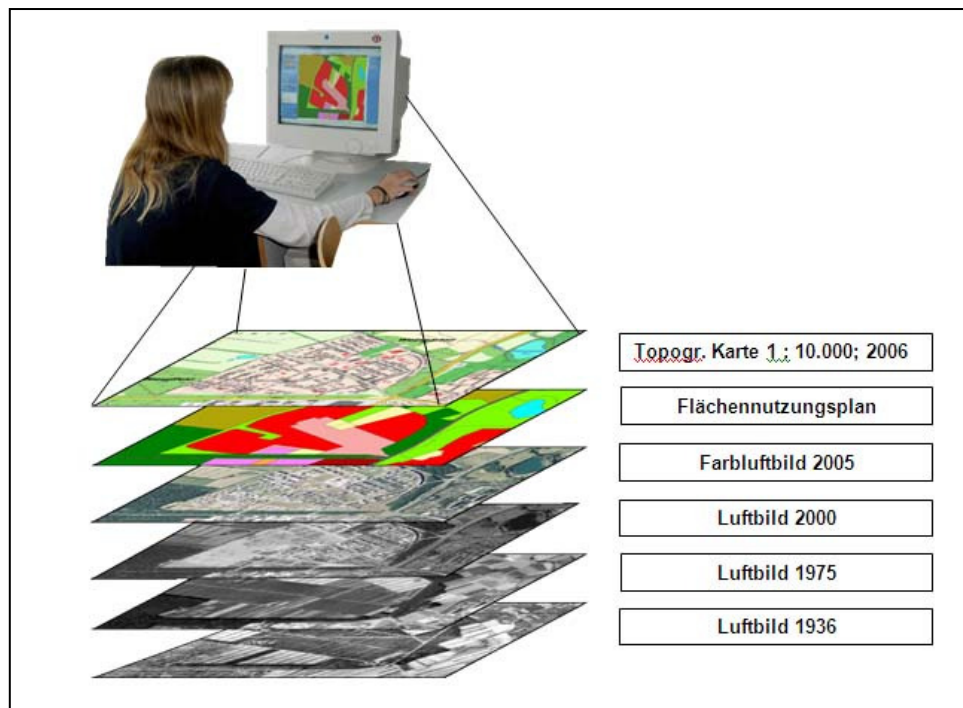 Topogr. Karte 1 : 10.000; 2006
Flächennutzungsplan
Farbluftbild 2005
Luftbild 2000
Luftbild 1975
Luftbild 1936